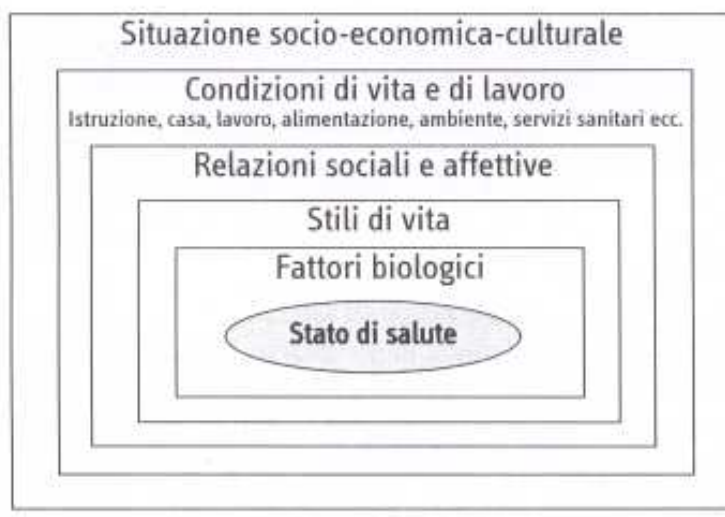 Situazione socio-economica-culturale
Condizioni di vita e di lavoro
Istruzione, casa, lavoro, alimentazione, ambiente, servizi sanitari ecc.
Relazioni sociali e affettive
Stili di vita
Fattori biologici
Stato di salute